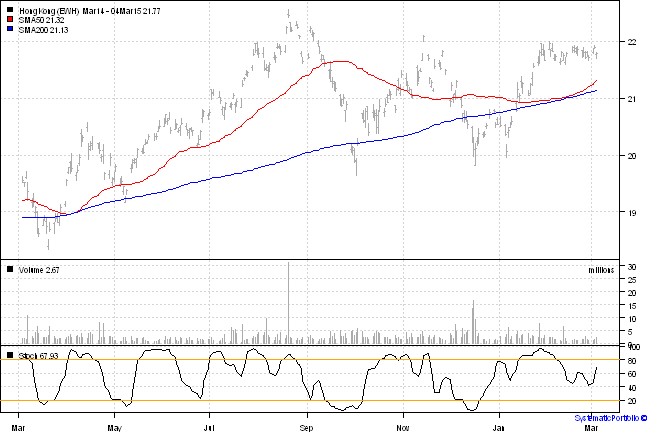 Hong Kong (EWH) Mar14 - 04Mar15 21.77
SMA50 21.32
SMA200 21.13
22
21
20
19
Volume 2.67
millions
30
25
20
15
10
5
0
Stoch 67.93
100
80
60
40
20
SystematicPortfolio ©
Mar May Jul Sep Nov Jan Mar